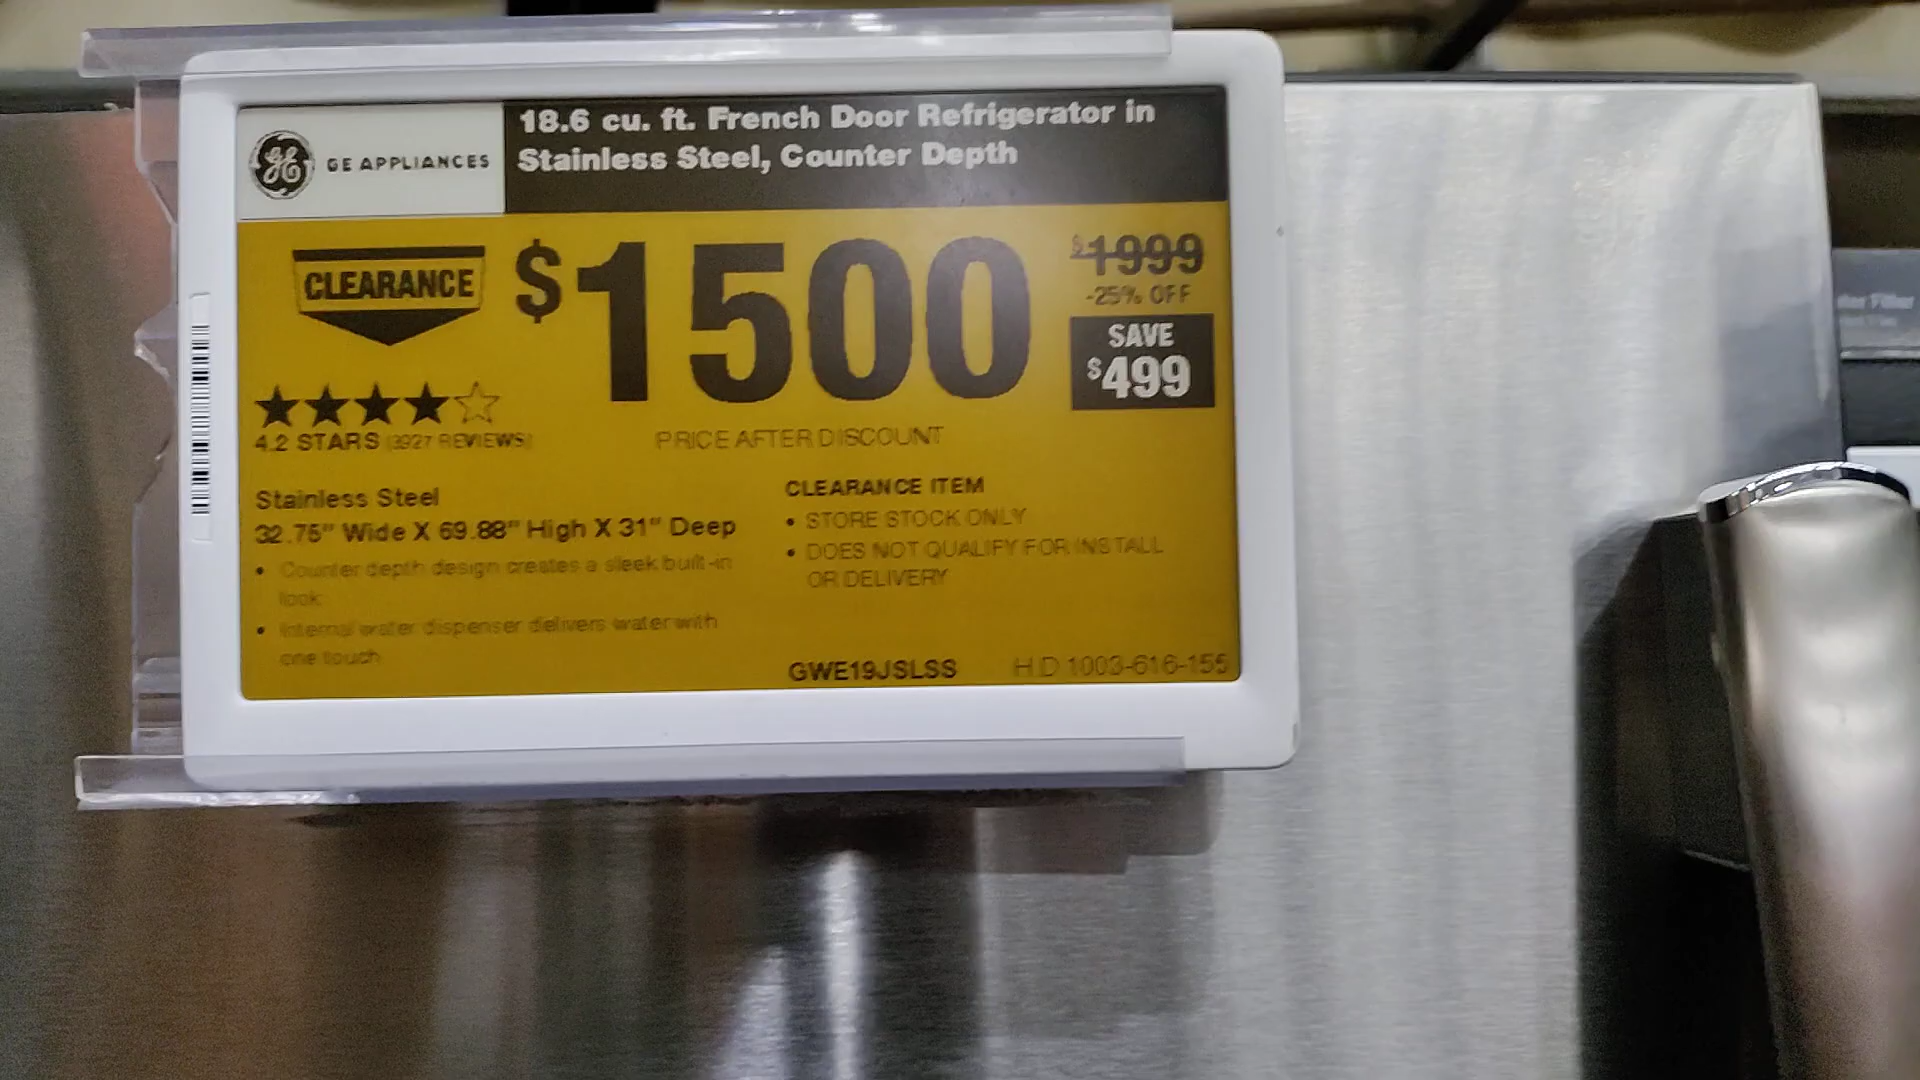 GE APPLIANCES
18.6 cu. ft. French Door Refrigerator in
Stainless Steel, Counter Depth
CLEARANCE
$1500
$1999
-25% OFF
SAVE
$499
4.2 STARS (3927 REVIEWS)
PRICE AFTER DISCOUNT
Stainless Steel
32.75" Wide X 69.88" High X 31" Deep
• Counter depth design creates a sleek built-in
look
• Internal water dispenser delivers water with
one touch
CLEARANCE ITEM
• STORE STOCK ONLY
• DOES NOT QUALIFY FOR INSTALL
OR DELIVERY
GWE19JSLSS HD 1003-616-155
Filter